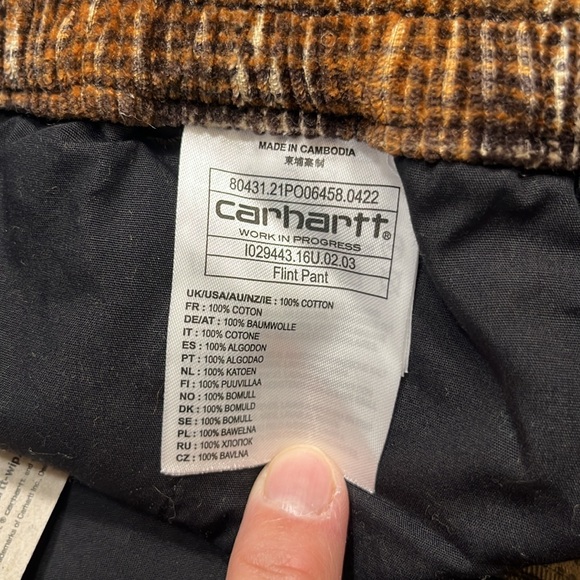 MADE IN CAMBODIA
柬埔寨制
80431.21PO06458.0422
carhartt®
WORK IN PROGRESS
I029443.16U.02.03
Flint Pant
UK/USA/AU/NZ/IE : 100% COTTON
FR : 100% COTON
DE/AT : 100% BAUMWOLLE
IT : 100% COTONE
ES : 100% ALGODON
PT : 100% ALGODAO
NL : 100% KATOEN
FI : 100% PUUVILLAA
NO : 100% BOMULL
DK : 100% BOMULD
SE : 100% BOMULL
PL : 100% BAWEŁNA
RU : 100% ХЛОПОК
CZ : 100% BAVLNA